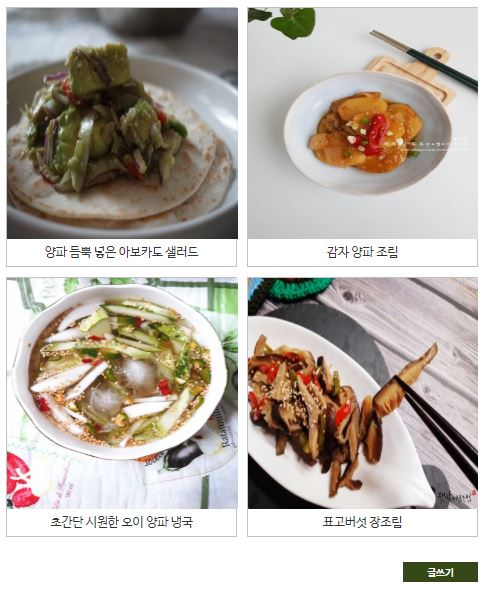 양파 듬뿍 넣은 아보카도 샐러드
감자 양파 조림
초간단 시원한 오이 양파 냉국
표고버섯 장조림
글쓰기